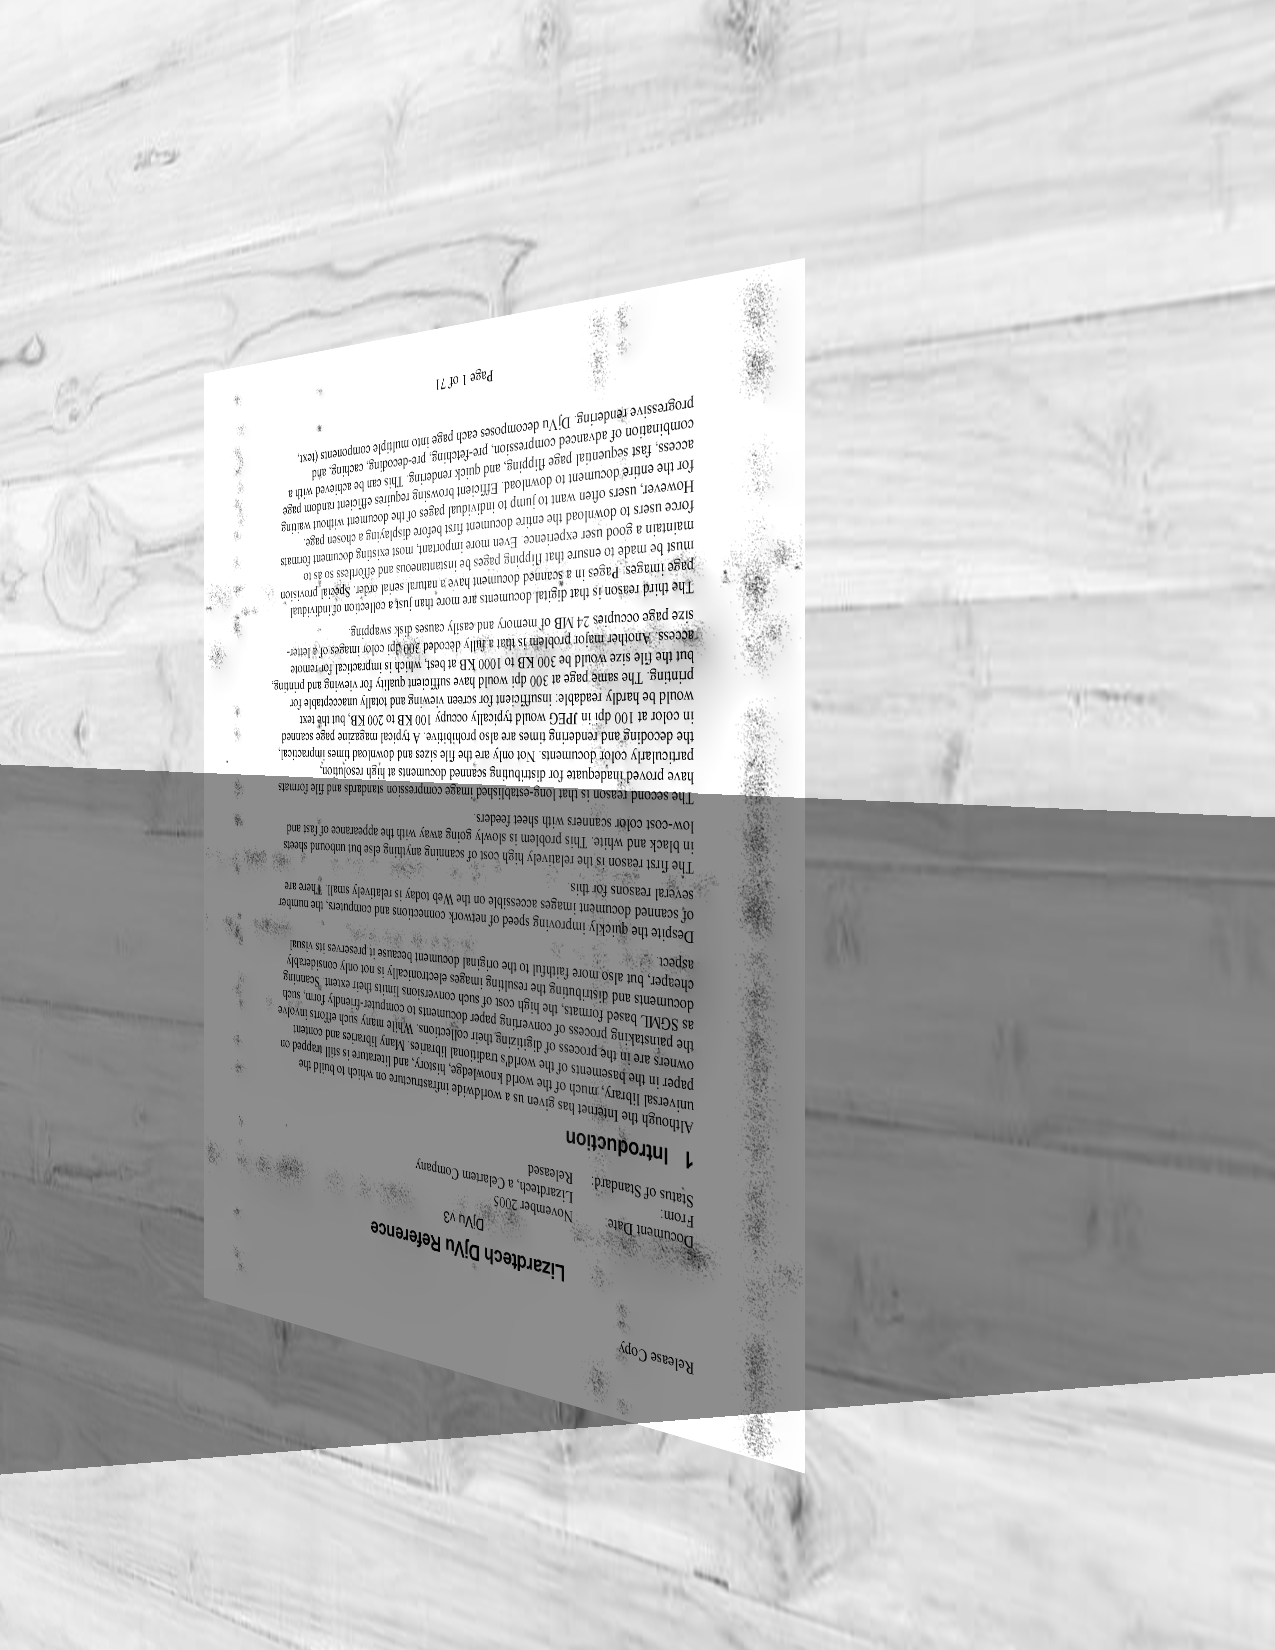 Release Copy
Lizardtech DjVu Reference
DjVu v3
Document Date November 2005
From: Lizardtech, a Celartem Company
Status of Standard: Released
1 Introduction
Although the Internet has given us a worldwide infrastructure on which to build the
universal library, much of the world knowledge, history, and literature is still trapped on
paper in the basements of the world's traditional libraries. Many libraries and content
owners are in the process of digitizing their collections. While many such efforts involve
the painstaking process of converting paper documents to computer-friendly form, such
as SGML based formats, the high cost of such conversions limits their extent. Scanning
documents and distributing the resulting images electronically is not only considerably
cheaper, but also more faithful to the original document because it preserves its visual
aspect.
Despite the quickly improving speed of network connections and computers, the number
of scanned document images accessible on the Web today is relatively small. There are
several reasons for this.
The first reason is the relatively high cost of scanning anything else but unbound sheets
in black and white. This problem is slowly going away with the appearance of fast and
low-cost color scanners with sheet feeders.
The second reason is that long-established image compression standards and file formats
have proved inadequate for distributing scanned documents at high resolution,
particularly color documents. Not only are the file sizes and download times impractical,
the decoding and rendering times are also prohibitive. A typical magazine page scanned
in color at 100 dpi in JPEG would typically occupy 100 KB to 200 KB, but the text
would be hardly readable: insufficient for screen viewing and totally unacceptable for
printing. The same page at 300 dpi would have sufficient quality for viewing and printing,
but the file size would be 300 KB to 1000 KB at best, which is impractical for remote
access. Another major problem is that a fully decoded 300 dpi color images of a letter-
size page occupies 24 MB of memory and easily causes disk swapping.
The third reason is that digital documents are more than just a collection of individual
page images. Pages in a scanned document have a natural serial order. Special provision
must be made to ensure that flipping pages be instantaneous and effortless so as to
maintain a good user experience. Even more important, most existing document formats
force users to download the entire document first before displaying a chosen page.
However, users often want to jump to individual pages of the document without waiting
for the entire document to download. Efficient browsing requires efficient random page
access, fast sequential page flipping, and quick rendering. This can be achieved with a
combination of advanced compression, pre-fetching, pre-decoding, caching, and
progressive rendering. DjVu decomposes each page into multiple components (text,
Page 1 of 71